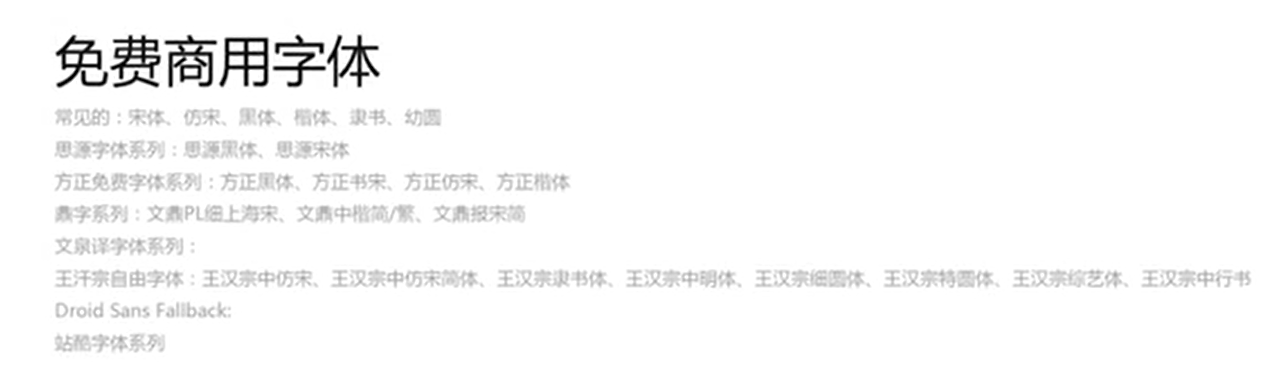 免费商用字体
常见的：宋体、仿宋、黑体、楷体、隶书、幼圆
思源字体系列：思源黑体、思源宋体
方正免费字体系列：方正黑体、方正书宋、方正仿宋、方正楷体
鼎字系列：文鼎PL细上海宋、文鼎中楷简/繁、文鼎报宋简
文泉译字体系列：
王汗宗自由字体：王汉宗中仿宋、王汉宗中仿宋简体、王汉宗隶书体、王汉宗中明体、王汉宗细圆体、王汉宗特圆体、王汉宗综艺体、王汉宗中行书
Droid Sans Fallback:
站酷字体系列